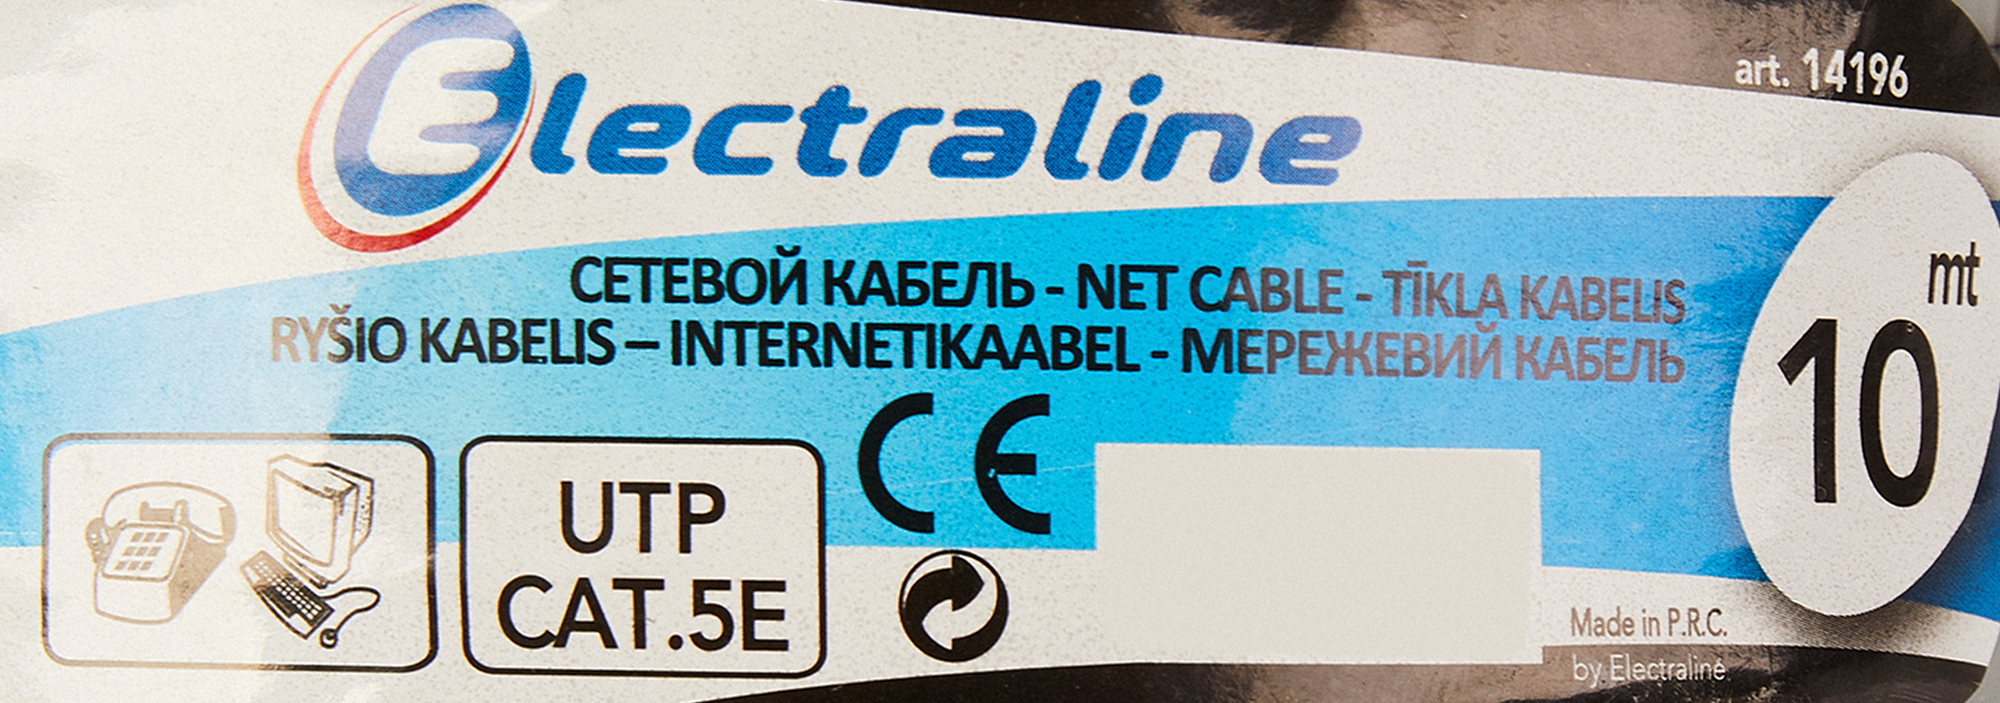 Electraline
art. 14196
СЕТЕВОЙ КАБЕЛЬ - NET CABLE - TĪKLA KABELIS
RYŠIO KABELIS – INTERNETIKAABEL - МЕРЕЖЕВИЙ КАБЕЛЬ
10 mt
UTP
CAT.5E
CE
Made in P.R.C.
by Electraline